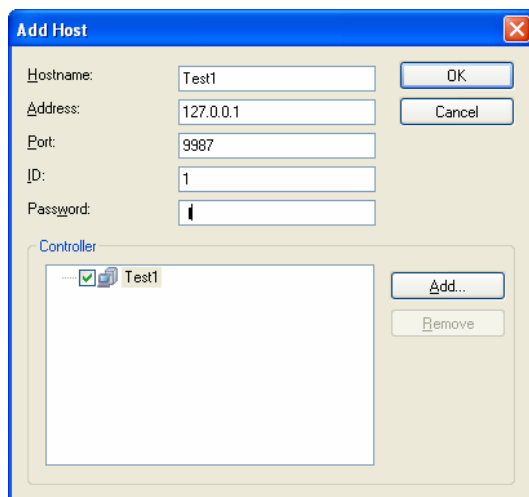 Add Host
Hostname: Test1 OK
Address: 127.0.0.1 Cancel
Port: 9987
ID: 1
Password:
Controller
Test1 Add...
Remove